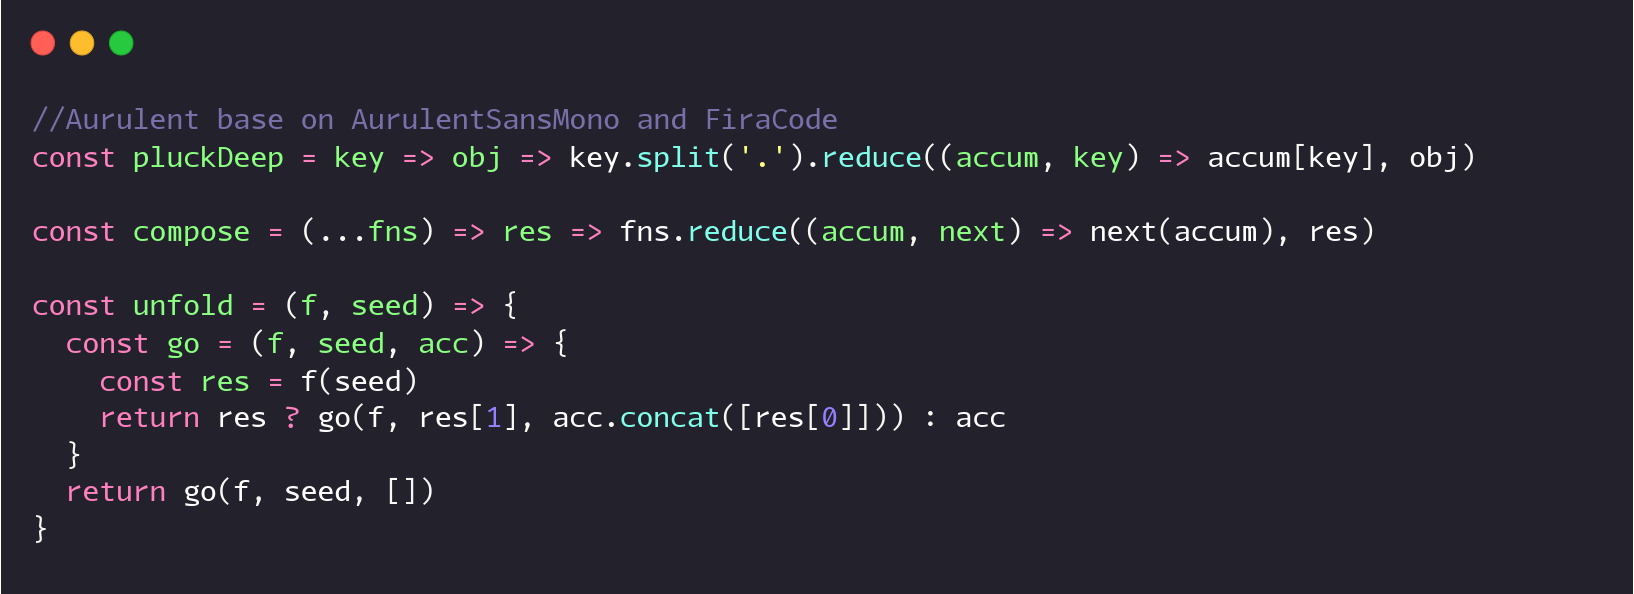 //Aurulent base on AurulentSansMono and FiraCode
const pluckDeep = key => obj => key.split('.').reduce((accum, key) => accum[key], obj)

const compose = (...fns) => res => fns.reduce((accum, next) => next(accum), res)

const unfold = (f, seed) => {
  const go = (f, seed, acc) => {
    const res = f(seed)
    return res ? go(f, res[1], acc.concat([res[0]])) : acc
  }
  return go(f, seed, [])
}